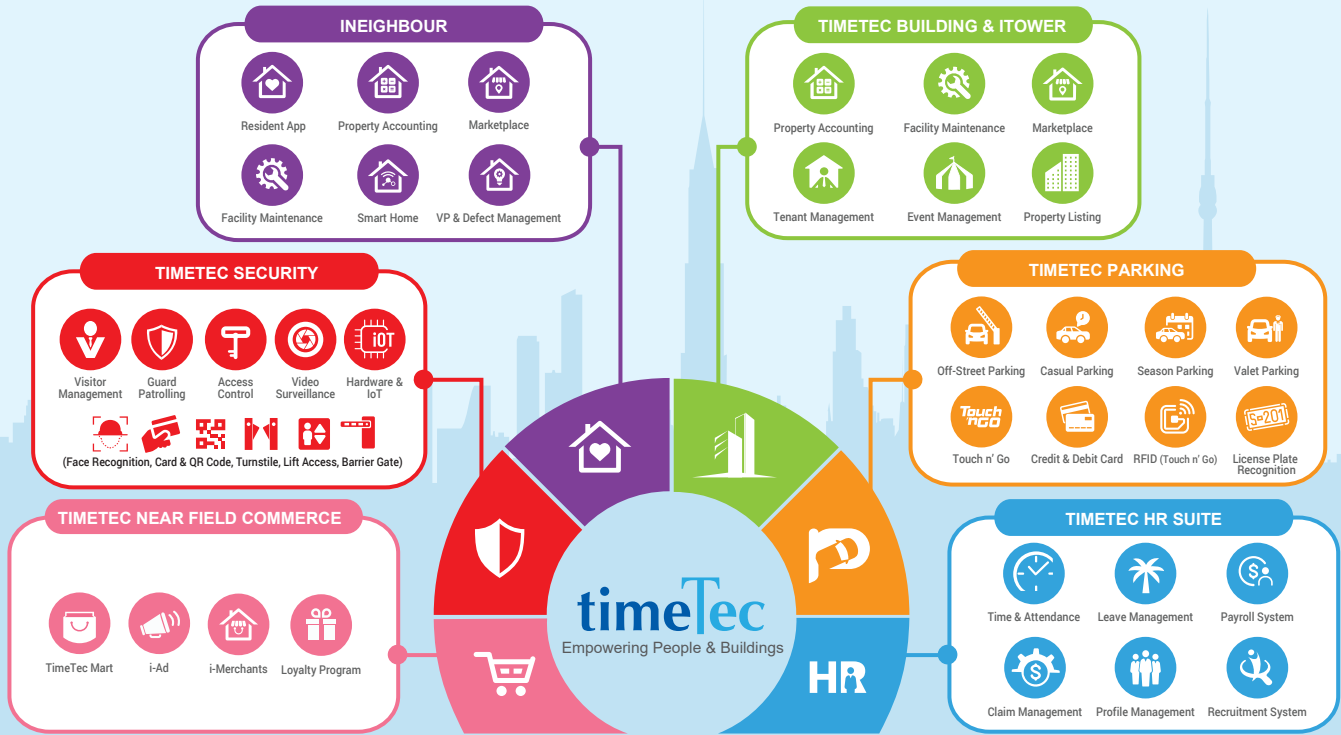 INEIGHBOUR
Resident App
Property Accounting
Marketplace
Facility Maintenance
Smart Home
VP & Defect Management
TIMETEC BUILDING & ITOWER
Property Accounting
Facility Maintenance
Marketplace
Tenant Management
Event Management
Property Listing
TIMETEC SECURITY
Visitor
Management
Guard
Patrolling
Access
Control
Video
Surveillance
iOT
Hardware &
IoT
(Face Recognition, Card & QR Code, Turnstile, Lift Access, Barrier Gate)
TIMETEC PARKING
Off-Street Parking
Casual Parking
Season Parking
Valet Parking
Touch
'nGO
Touch n' Go
Credit & Debit Card
RFID (Touch n' Go)
S-201
License Plate
Recognition
TIMETEC NEAR FIELD COMMERCE
TimeTec Mart
i-Ad
i-Merchants
Loyalty Program
timeTec
Empowering People & Buildings
HR
TIMETEC HR SUITE
Time & Attendance
Leave Management
Payroll System
Claim Management
Profile Management
Recruitment System